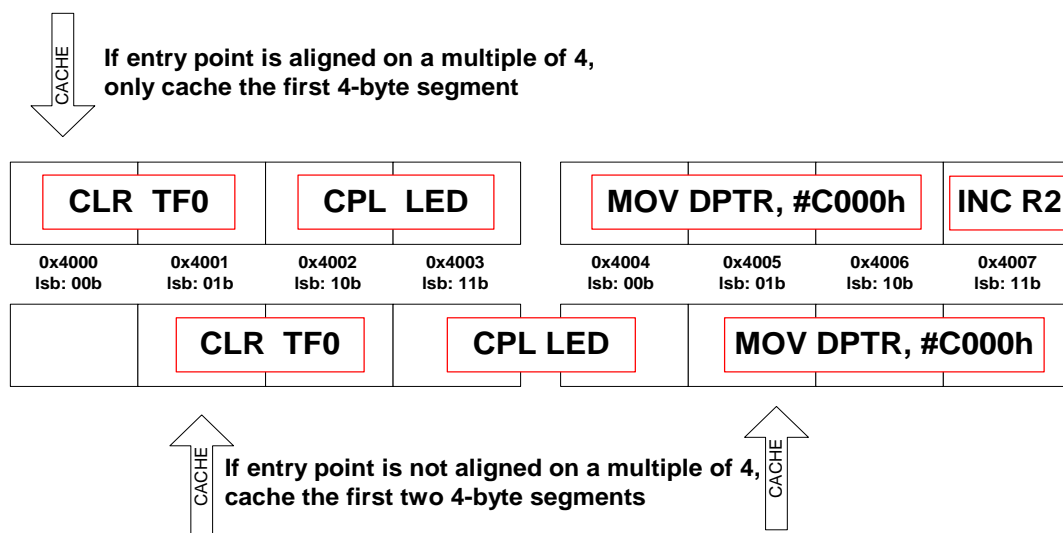 CACHE
If entry point is aligned on a multiple of 4,
only cache the first 4-byte segment
CLR TF0 CPL LED MOV DPTR, #C000h INC R2
0x4000 0x4001 0x4002 0x4003 0x4004 0x4005 0x4006 0x4007
lsb: 00b lsb: 01b lsb: 10b lsb: 11b lsb: 00b lsb: 01b lsb: 10b lsb: 11b
CLR TF0 CPL LED MOV DPTR, #C000h
CACHE
If entry point is not aligned on a multiple of 4,
cache the first two 4-byte segments
CACHE